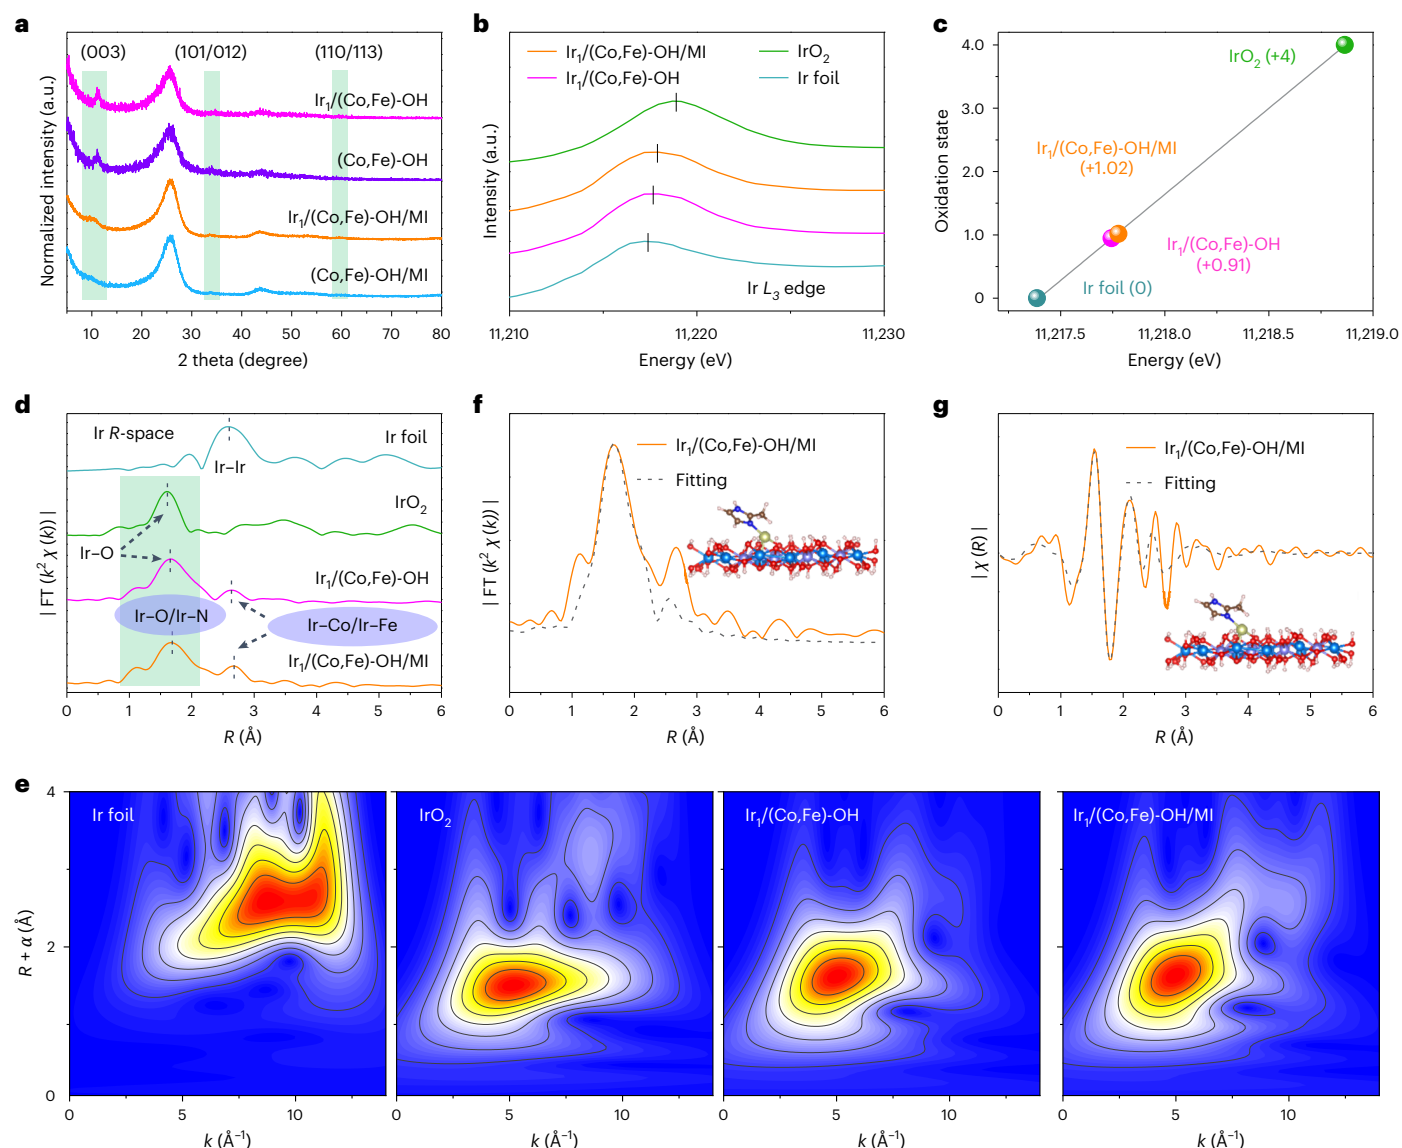 a
(003)
(101/012)
(110/113)
Ir1/(Co,Fe)-OH
(Co,Fe)-OH
Ir1/(Co,Fe)-OH/MI
(Co,Fe)-OH/MI
Normalized intensity (a.u.)
10 20 30 40 50 60 70 80
2 theta (degree)
b
Ir1/(Co,Fe)-OH/MI
IrO2
Ir1/(Co,Fe)-OH
Ir foil
Intensity (a.u.)
Ir L3 edge
11,210 11,220 11,230
Energy (eV)
c
4.0
3.0
2.0
1.0
0
Oxidation state
IrO2 (+4)
Ir1/(Co,Fe)-OH/MI
(+1.02)
Ir1/(Co,Fe)-OH
(+0.91)
Ir foil (0)
11,217.5 11,218.0 11,218.5 11,219.0
Energy (eV)
d
Ir R-space
Ir foil
Ir–Ir
IrO2
Ir–O
Ir1/(Co,Fe)-OH
Ir–O/Ir–N
Ir–Co/Ir–Fe
Ir1/(Co,Fe)-OH/MI
| FT (k² χ (k)) |
0 1 2 3 4 5 6
R (Å)
f
Ir1/(Co,Fe)-OH/MI
Fitting
| FT (k² χ (k)) |
0 1 2 3 4 5 6
R (Å)
g
Ir1/(Co,Fe)-OH/MI
Fitting
| χ (R) |
0 1 2 3 4 5 6
R (Å)
e
4
2
0
R + α (Å)
Ir foil
0 5 10
k (Å⁻¹)
IrO2
0 5 10
k (Å⁻¹)
Ir1/(Co,Fe)-OH
0 5 10
k (Å⁻¹)
Ir1/(Co,Fe)-OH/MI
0 5 10
k (Å⁻¹)